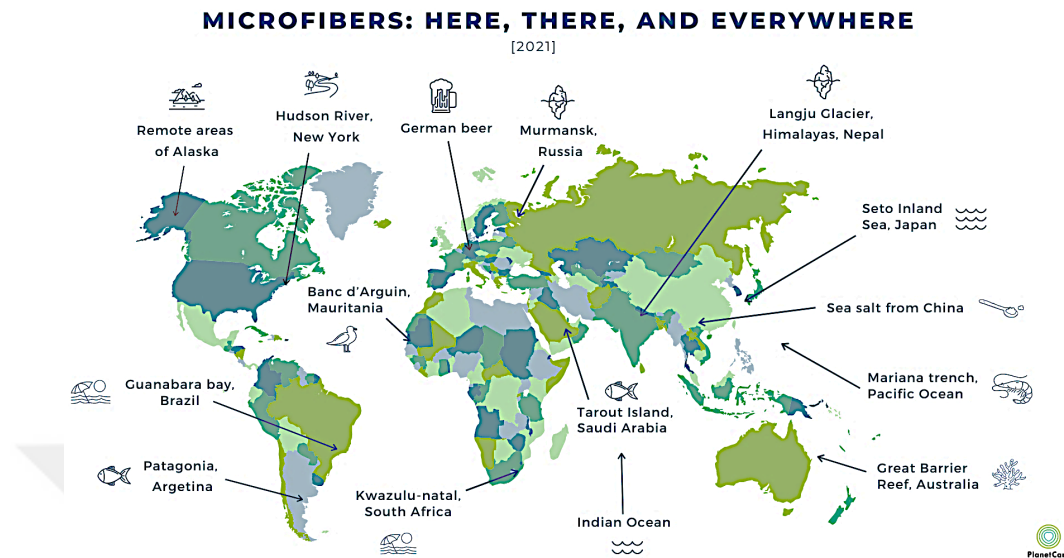 MICROFIBERS: HERE, THERE, AND EVERYWHERE
[2021]
Remote areas
of Alaska
Hudson River,
New York
German beer
Murmansk,
Russia
Langju Glacier,
Himalayas, Nepal
Seto Inland
Sea, Japan
Banc d'Arguin,
Mauritania
Sea salt from China
Guanabara bay,
Brazil
Mariana trench,
Pacific Ocean
Tarout Island,
Saudi Arabia
Patagonia,
Argetina
Kwazulu-natal,
South Africa
Great Barrier
Reef, Australia
Indian Ocean